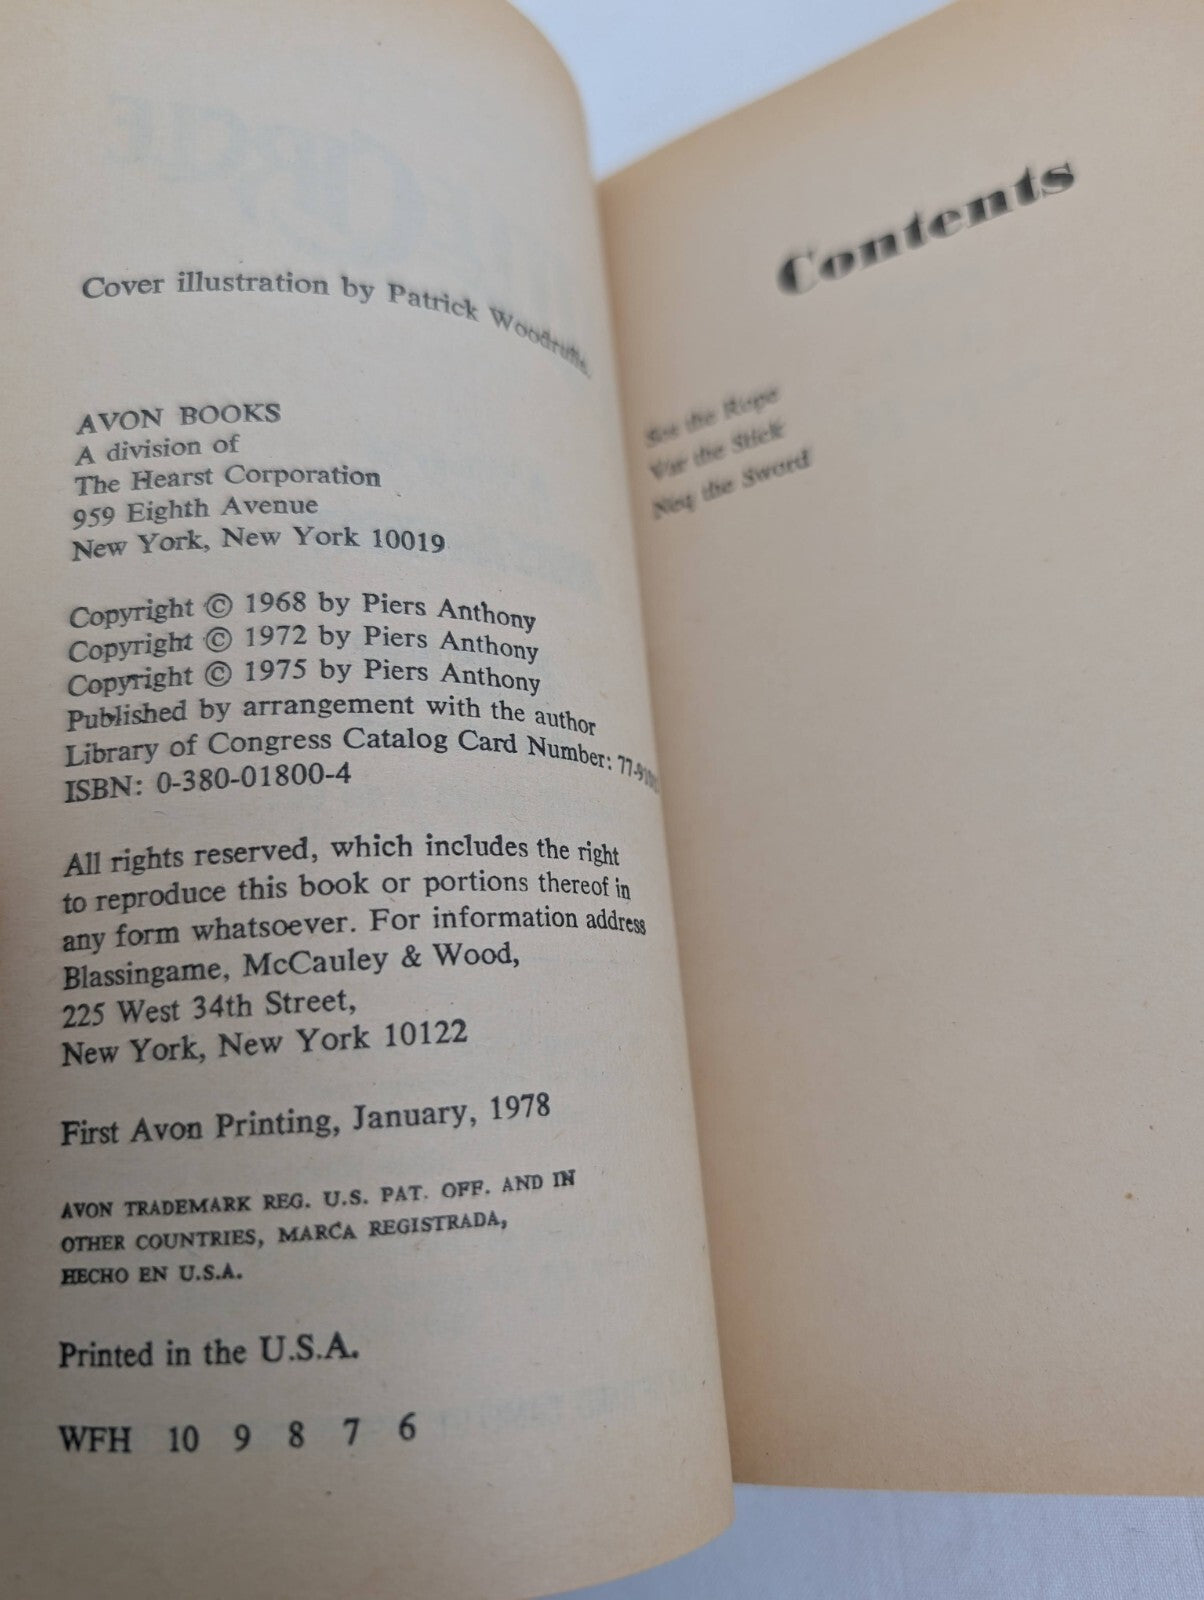 Cover illustration by Patrick Woodruffe.
AVON BOOKS
A division of
The Hearst Corporation
959 Eighth Avenue
New York, New York 10019
Copyright © 1968 by Piers Anthony
Copyright © 1972 by Piers Anthony
Copyright © 1975 by Piers Anthony
Published by arrangement with the author
Library of Congress Catalog Card Number:
ISBN: 0-380-01800-4
All rights reserved, which includes the right
to reproduce this book or portions thereof in
any form whatsoever. For information address
Blassingame, McCauley & Wood,
225 West 34th Street,
New York, New York 10122
First Avon Printing, January, 1978
AVON TRADEMARK REG. U.S. PAT. OFF. AND IN
OTHER COUNTRIES, MARCA REGISTRADA,
HECHO EN U.S.A.
Printed in the U.S.A.
WFH 10 9 8 7 6
Contents
Sos the Rope
Var the Stick
Neq the Sword